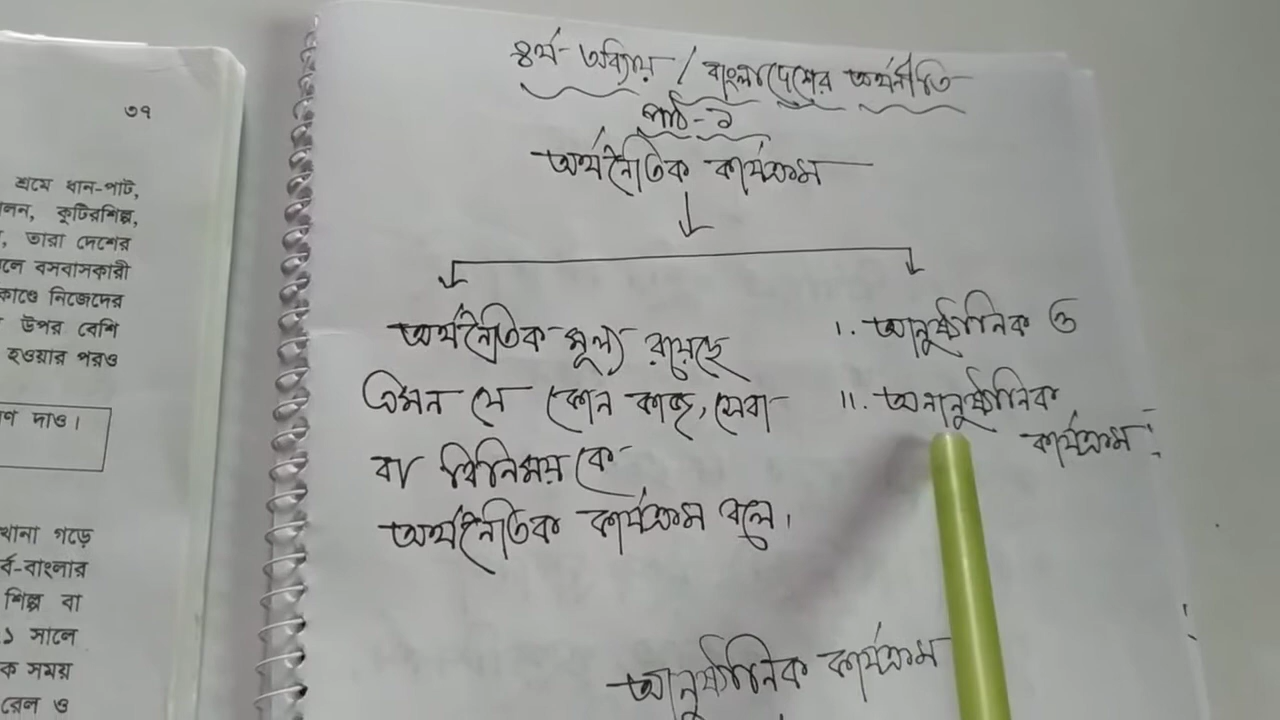 ৩৭
শ্রমে ধান-পাট,
লন, কুটিরশিল্প,
, তারা দেশের
লে বসবাসকারী
কাণ্ডে নিজেদের
উপর বেশি
হওয়ার পরও
ণ দাও।
খানা গড়ে
র্ব-বাংলার
শিল্প বা
১ সালে
ক সময়
রেল ও
৪র্থ অধ্যায় / বাংলাদেশের অর্থনীতি
পাঠ-১
অর্থনৈতিক কার্যক্রম
অর্থনৈতিক মূল্য রয়েছে
এমন যে কোন কাজ, সেবা
বা বিনিময় কে
অর্থনৈতিক কার্যক্রম বলে।
।. আনুষ্ঠানিক ও
।।. অনানুষ্ঠানিক
কার্যক্রম :
আনুষ্ঠানিক কার্যক্রম